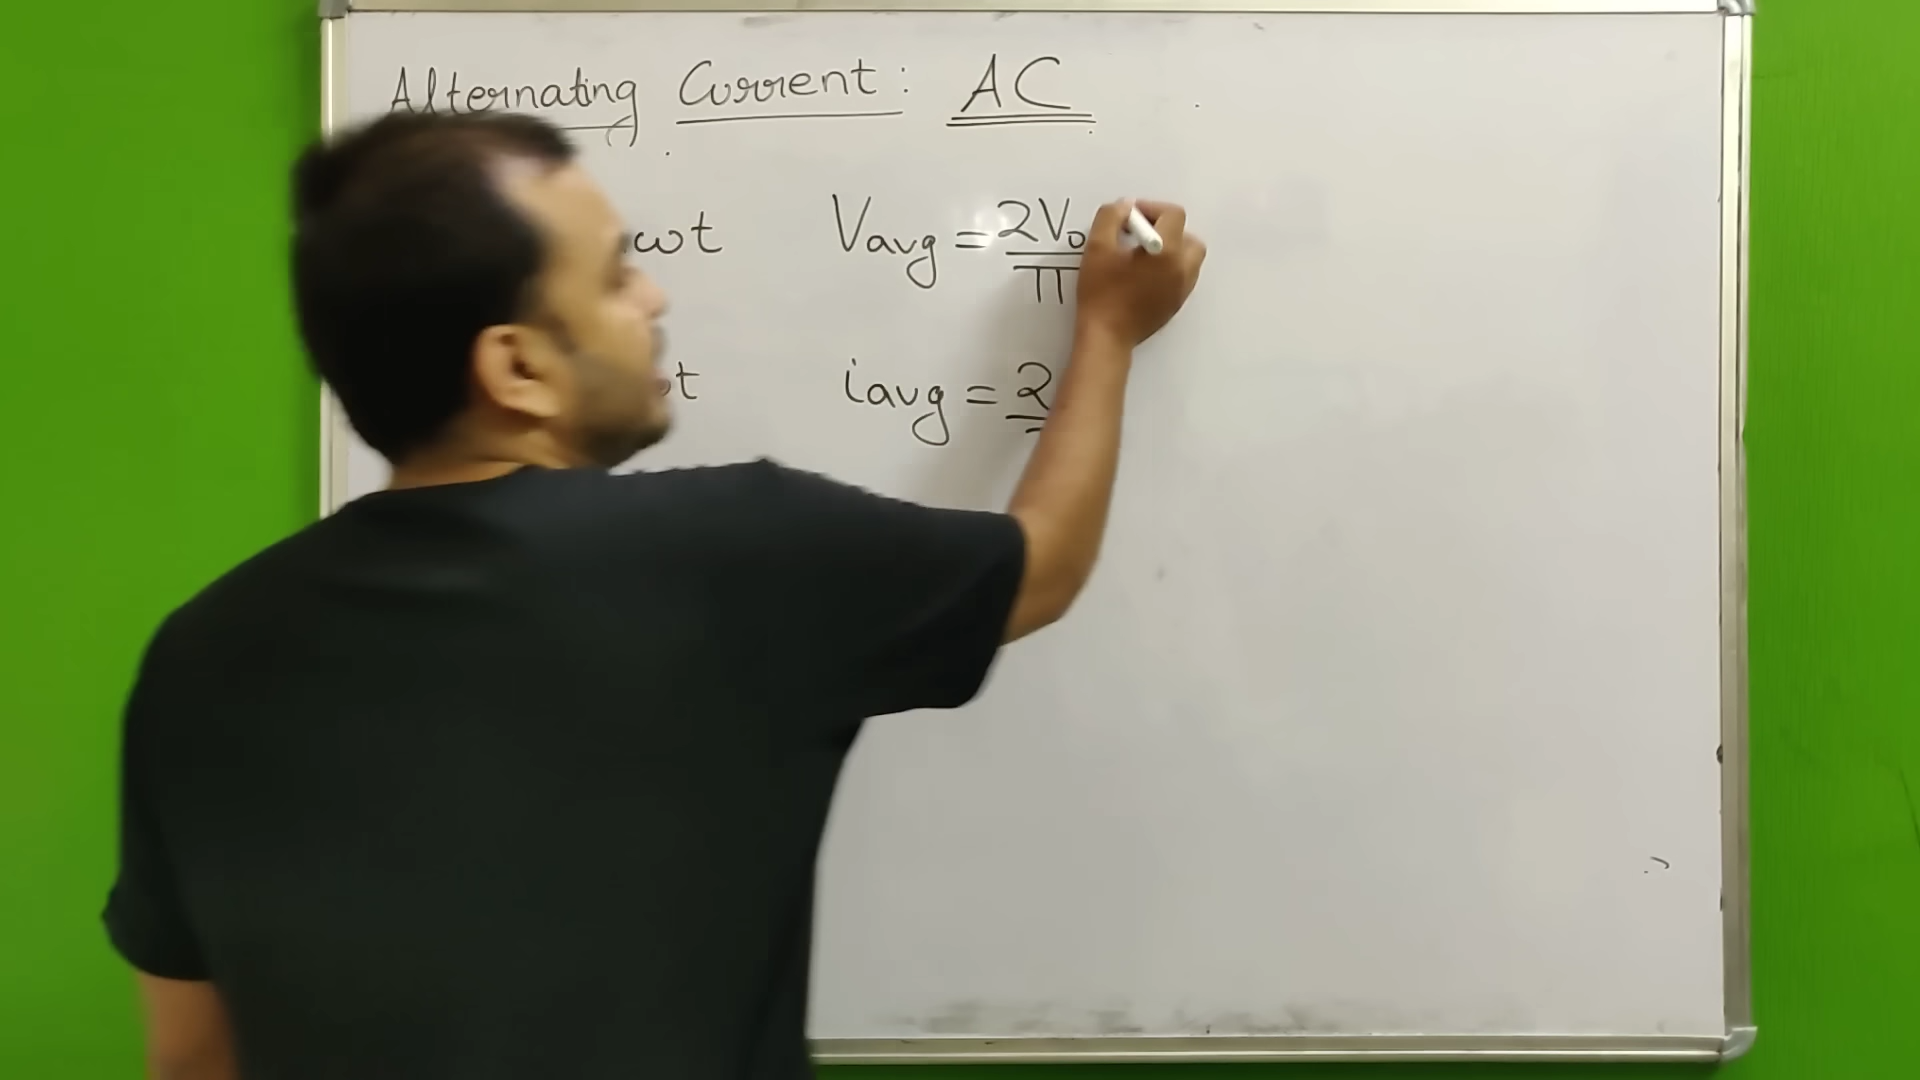 Alternating Current: AC
ωt Vavg = 2V₀/π
t iavg = 2